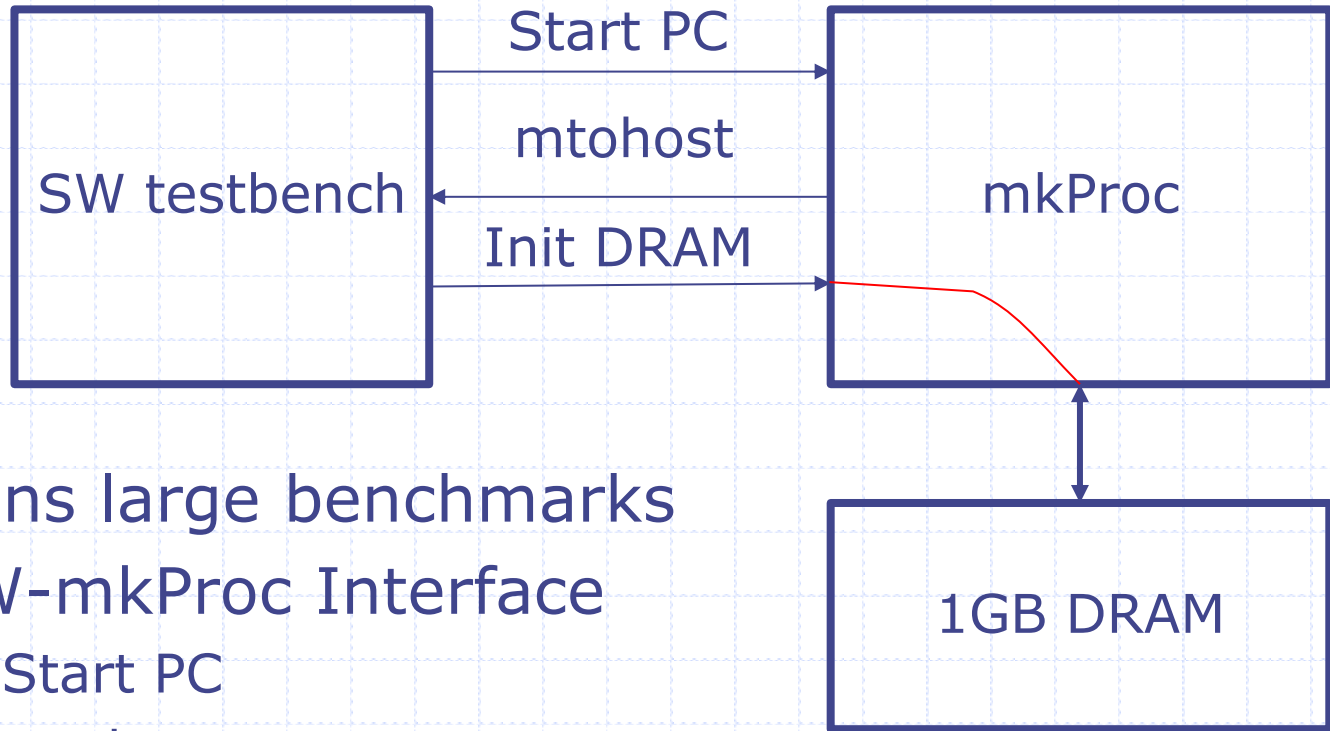 Start PC
mtohost
SW testbench
mkProc
Init DRAM
ns large benchmarks
-mkProc Interface
Start PC
1GB DRAM